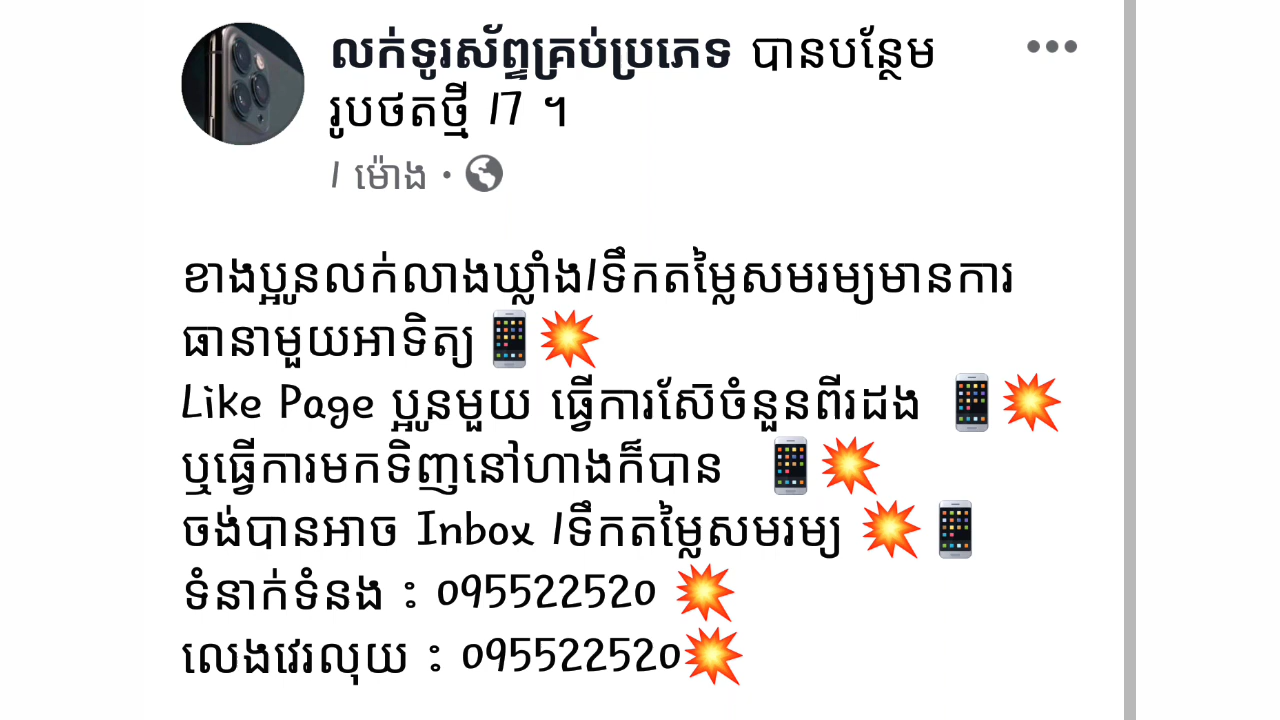 លក់ទូរស័ព្ទគ្រប់ប្រភេទ បានបន្ថែម
រូបថតថ្មី 17 ។
1 ម៉ោង
ខាងប្អូនលក់លាងឃ្លាំង/ទឹកតម្លៃសមរម្យមានការ
ធានាមួយអាទិត្យ 📱💥
Like Page ប្អូនមួយ ធ្វើការស៊ែចំនួនពីរដង 📱💥
ឬធ្វើការមកទិញនៅហាងក៏បាន 📱💥
ចង់បានអាច Inbox /ទឹកតម្លៃសមរម្យ 💥📱
ទំនាក់ទំនង : 095522520 💥
លេងវេរលុយ : 095522520💥